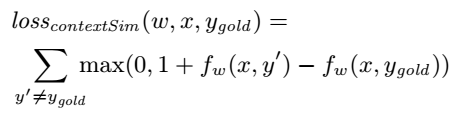 loss_{contextSim}(w, x, y_{gold}) =
\sum_{y' \neq y_{gold}} \max(0, 1 + f_w(x, y') - f_w(x, y_{gold}))